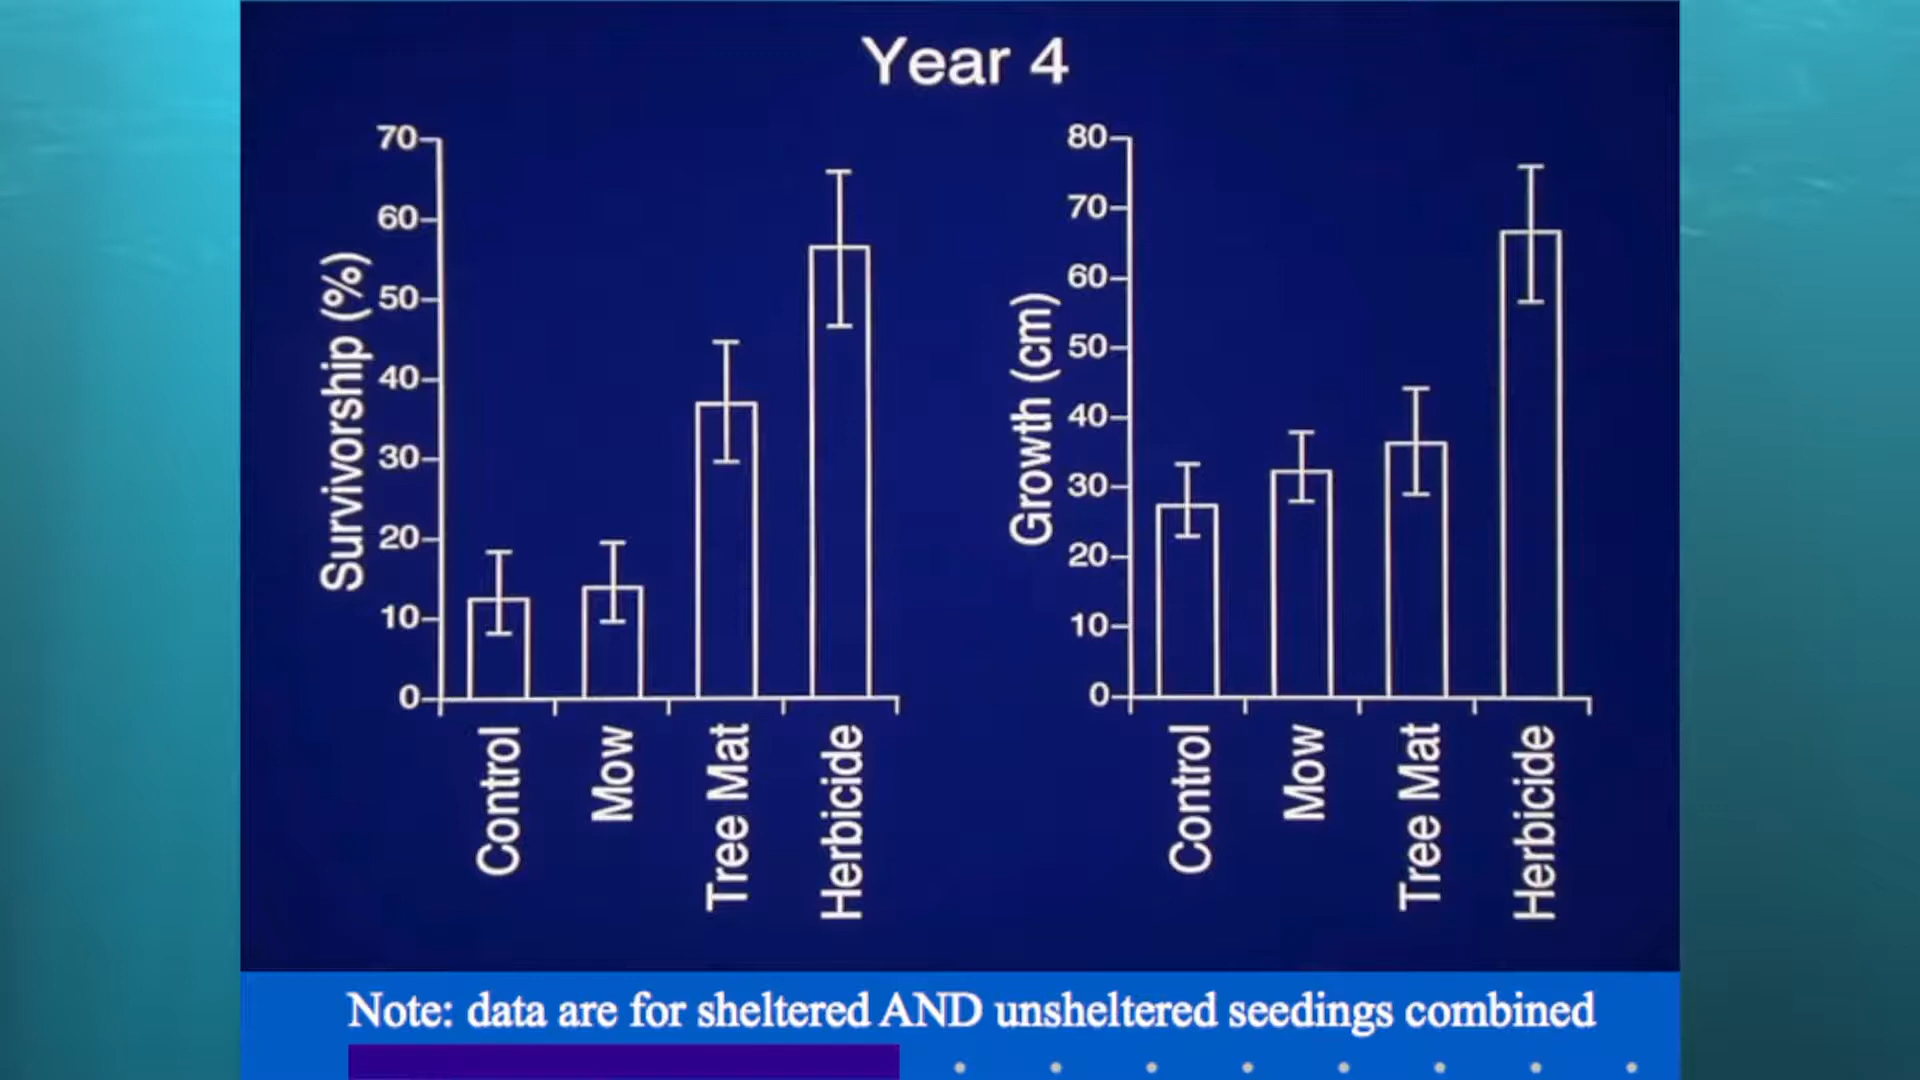 Year 4
Survivorship (%)
70
60
50
40
30
20
10
0
Control
Mow
Tree Mat
Herbicide
Growth (cm)
80
70
60
50
40
30
20
10
0
Control
Mow
Tree Mat
Herbicide
Note: data are for sheltered AND unsheltered seedings combined